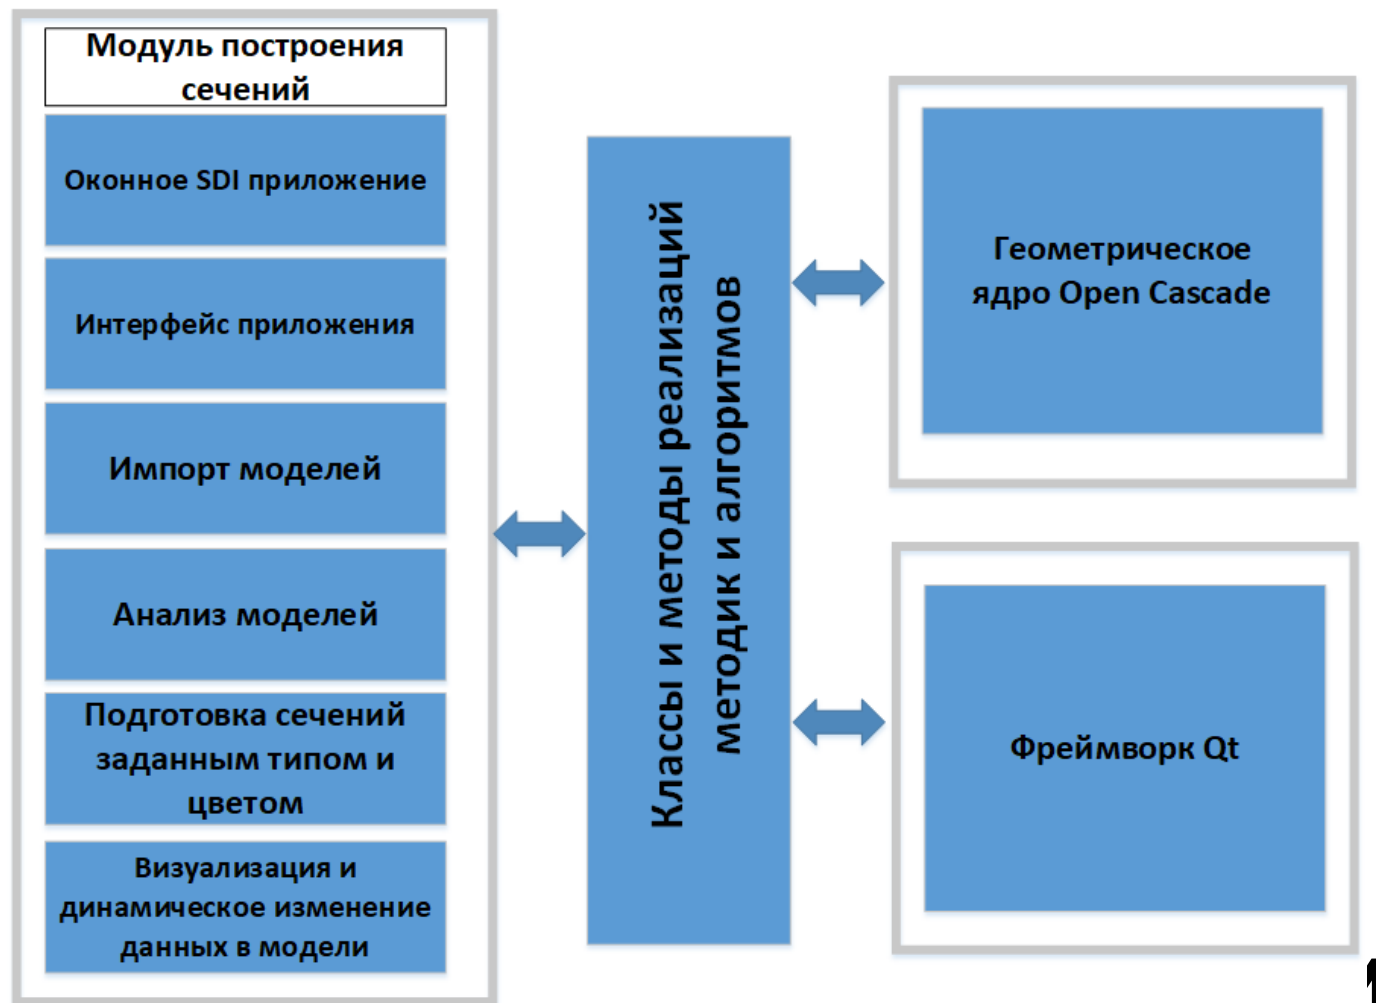 Модуль построения
сечений
Оконное SDI приложение
Интерфейс приложения
Импорт моделей
Анализ моделей
Подготовка сечений
заданным типом и
цветом
Визуализация и
динамическое изменение
данных в модели
Классы и методы реализаций
методик и алгоритмов
Геометрическое
ядро Open Cascade
Фреймворк Qt